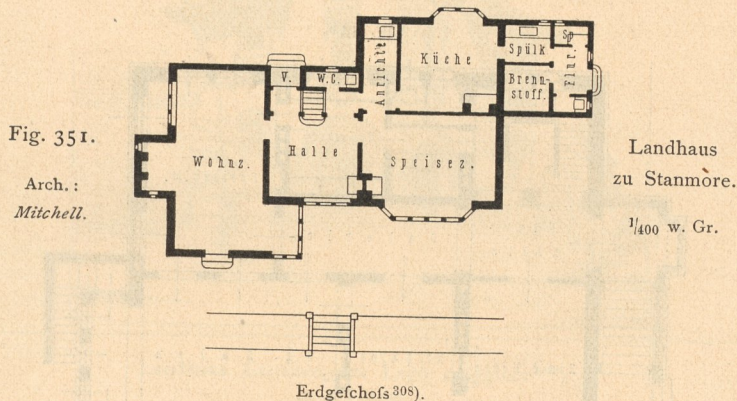 Fig. 351.
Arch.:
Mitchell.
V.
W.C.
Anrichte
Küche
Spülk
Sp
Flur.
Brenn-
stoff.
Wohnz.
Halle
Speisez.
Landhaus
zu Stanmore.
1/400 w. Gr.
Erdgeſchoſs 308).